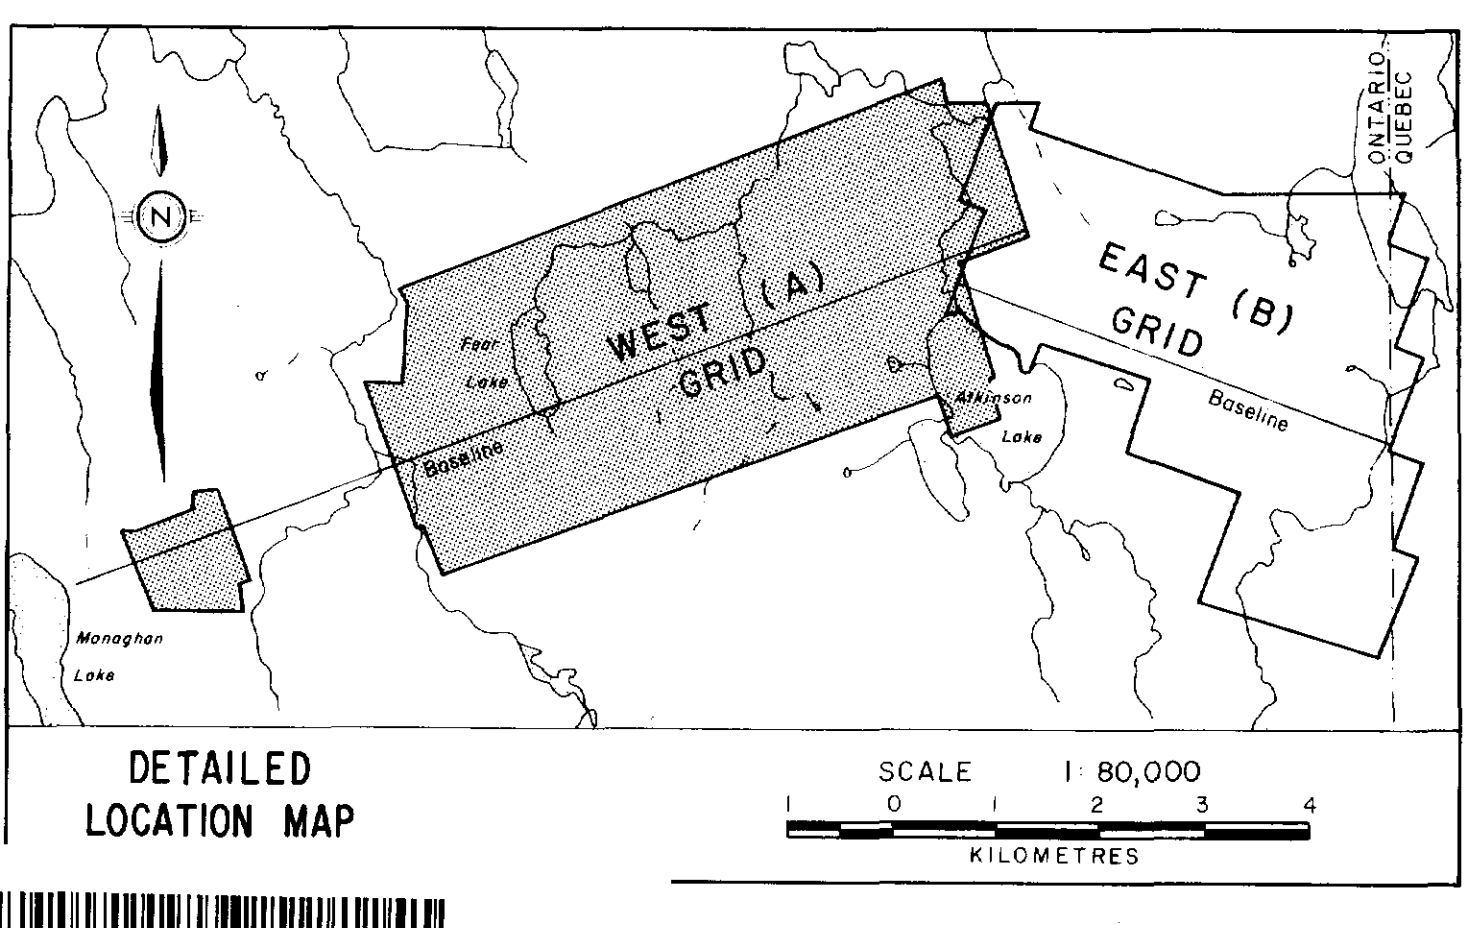 ONTARIO
QUEBEC
N
EAST (B)
GRID
WEST (A)
GRID
Fear
Lake
Atkinson
Lake
Baseline
Baseline
Monaghan
Lake
DETAILED
LOCATION MAP
SCALE 1: 80,000
1 0 1 2 3 4
KILOMETRES